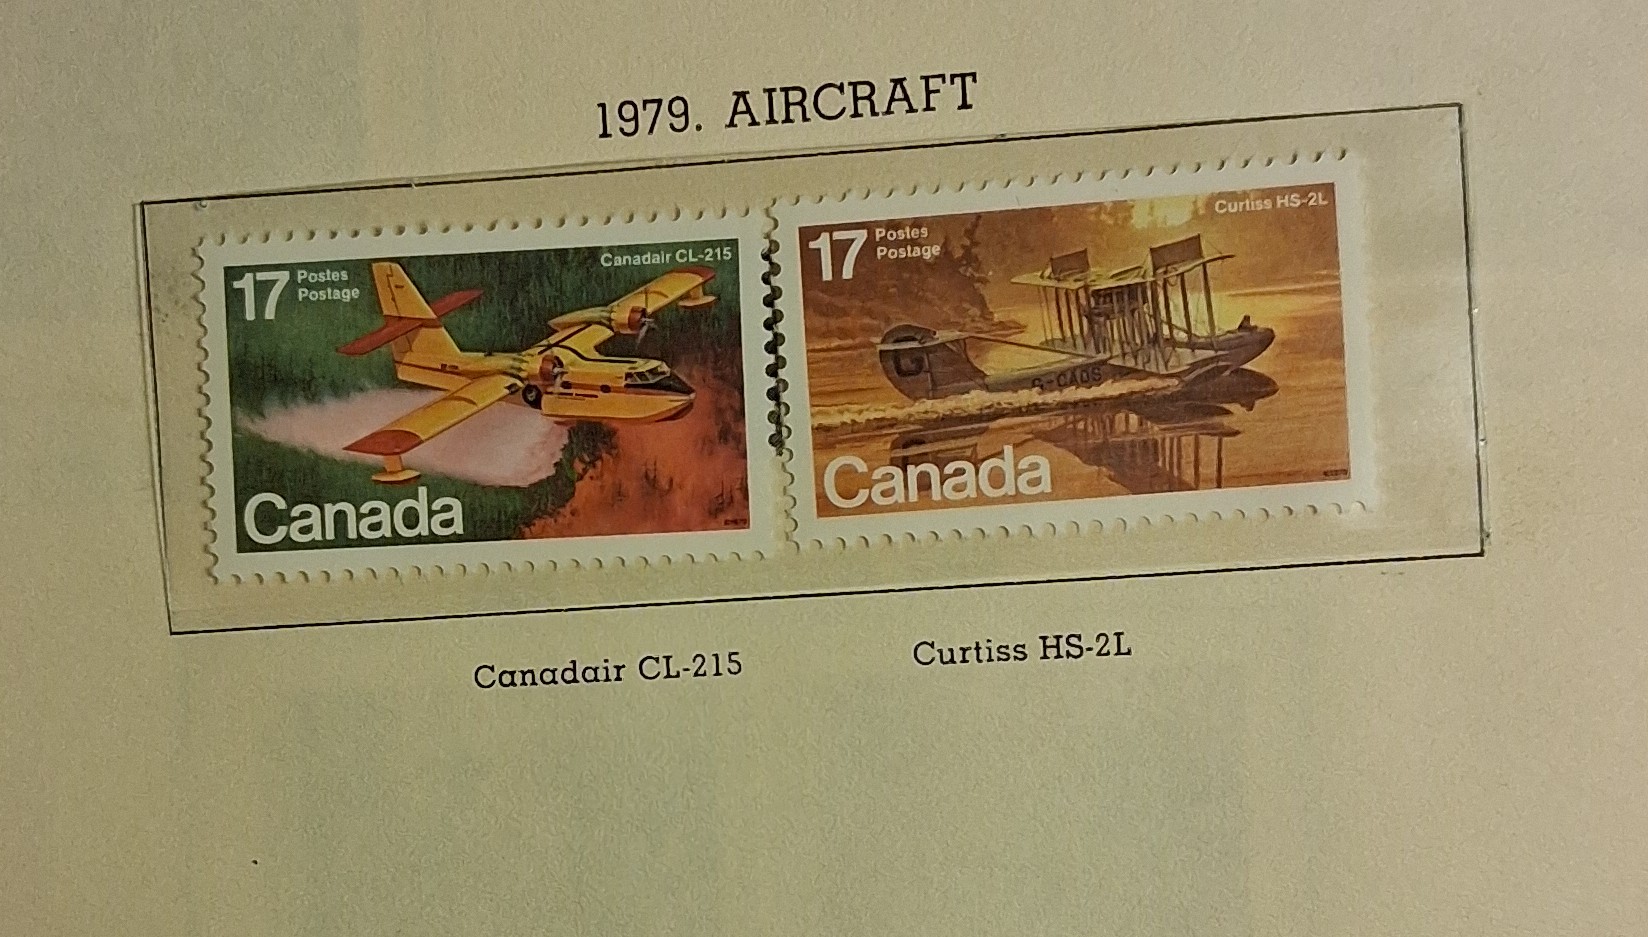 1979. AIRCRAFT
17 Postes
Postage
Canadair CL-215
Canada
17 Postes
Postage
Curtiss HS-2L
G
G-CAOS
Canada
Canadair CL-215
Curtiss HS-2L